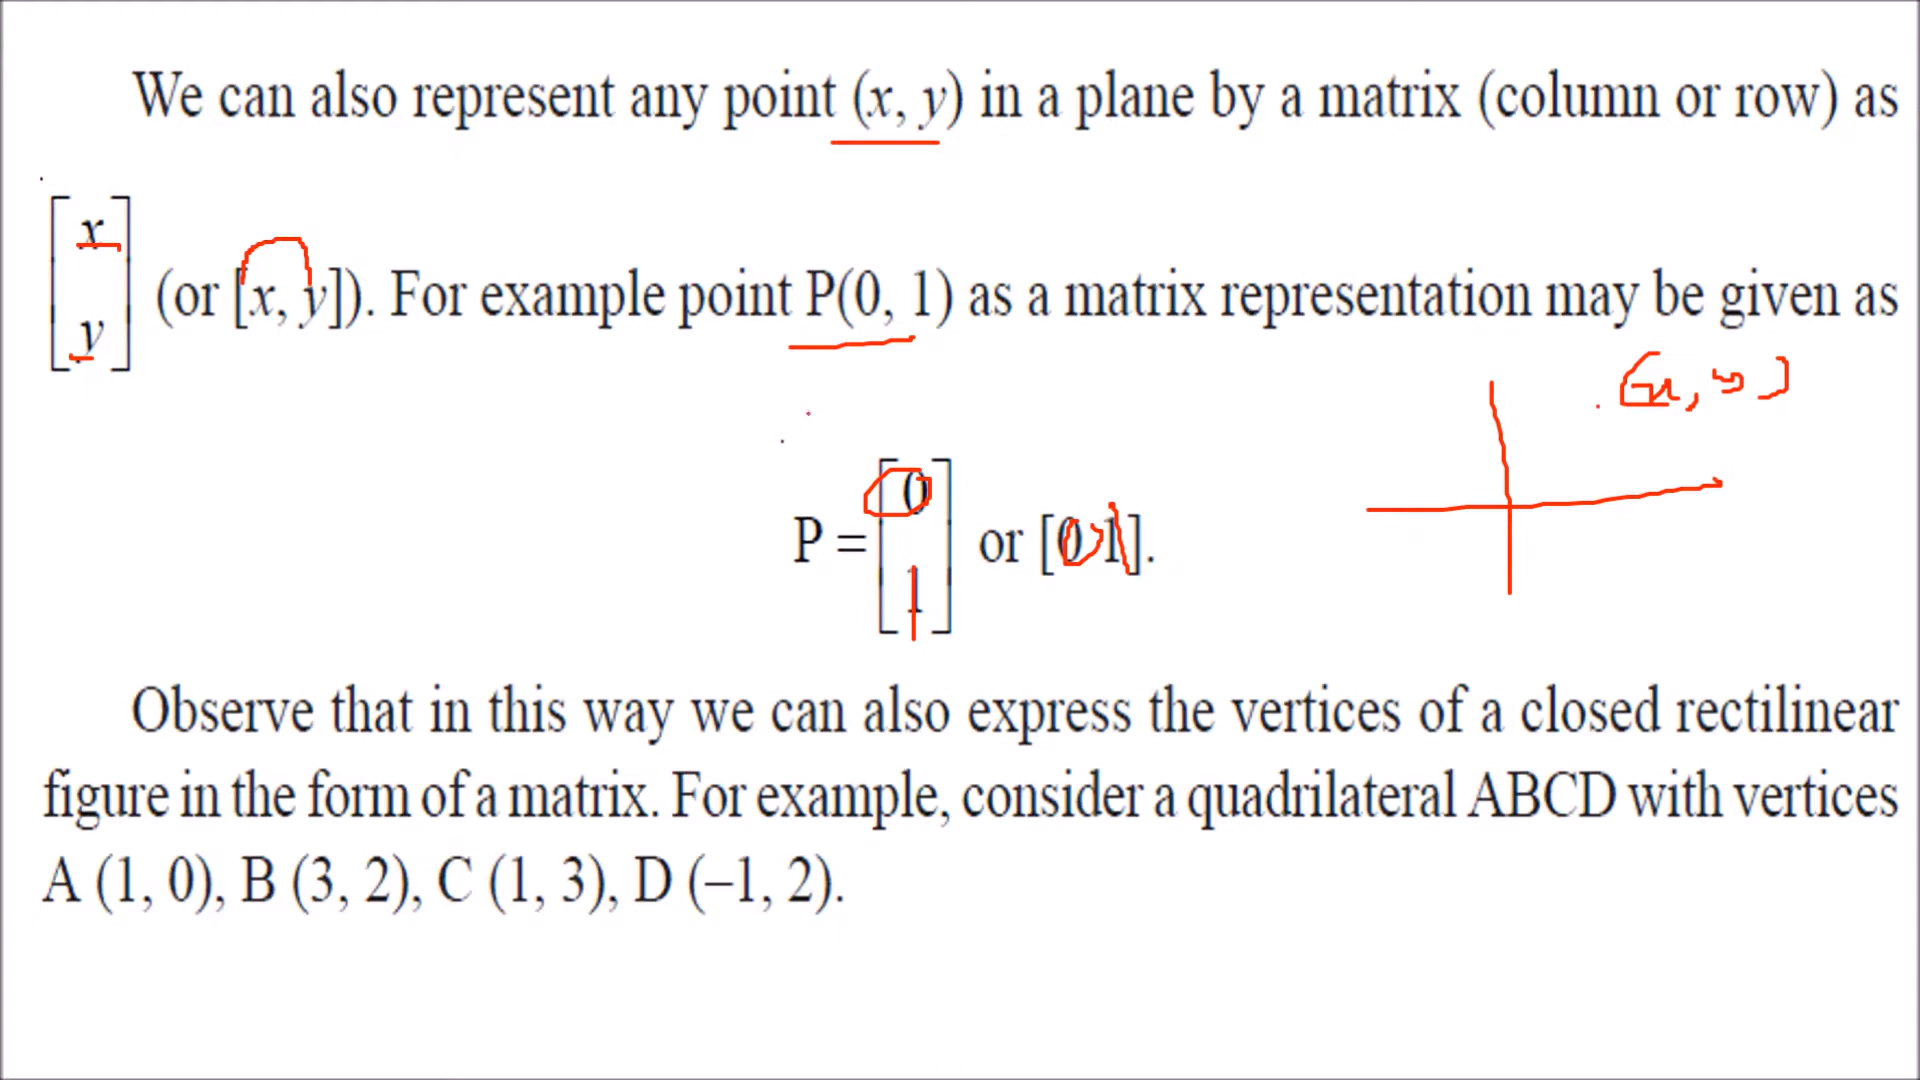 We can also represent any point (x, y) in a plane by a matrix (column or row) as
[x
y] (or [x, y]). For example point P(0, 1) as a matrix representation may be given as
(x, y)
P = [0
1] or [0 1].
Observe that in this way we can also express the vertices of a closed rectilinear
figure in the form of a matrix. For example, consider a quadrilateral ABCD with vertices
A (1, 0), B (3, 2), C (1, 3), D (–1, 2).